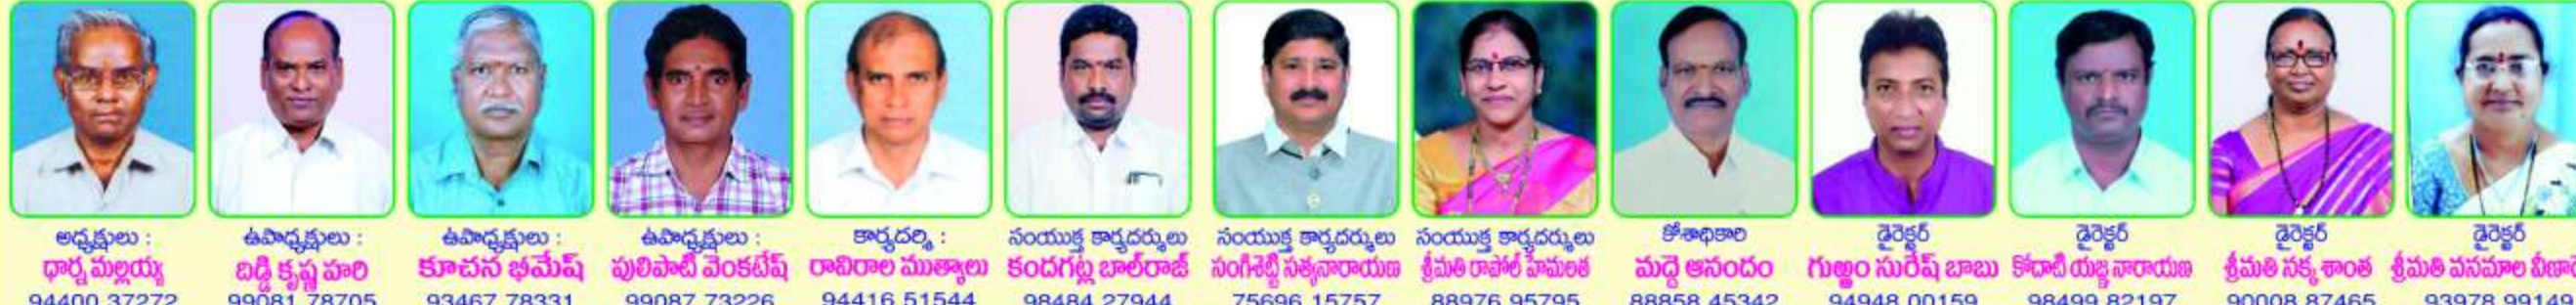 అధ్యక్షులు : ఉపాధ్యక్షులు : ఉపాధ్యక్షులు : ఉపాధ్యక్షులు : కార్యదర్శి : సంయుక్త కార్యదర్శులు సంయుక్త కార్యదర్శులు సంయుక్త కార్యదర్శులు కోశాధికారి డైరెక్టర్ డైరెక్టర్ డైరెక్టర్ డైరెక్టర్
ధార్న మల్లయ్య దిడ్డి కృష్ణ హరి కూచన భీమేష్ పులిపాటి వెంకటేష్ రావిరాల ముత్యాలు కందగట్ల బాల్‌రాజ్ సంగిశెట్టి సత్యనారాయణ శ్రీమతి రాపోల్ హేమలత మద్దె ఆనందం గుఱ్ఱం సురేష్ బాబు కోదాటి యజ్ఞనారాయణ శ్రీమతి నక్క శాంత శ్రీమతి వనమాల
94400 37272 99081 78705 93467 78331 99087 73226 94416 51544 98484 27944 75696 15757 88976 95795 88858 45342 94948 00159 98499 82197 90008 87465 93978